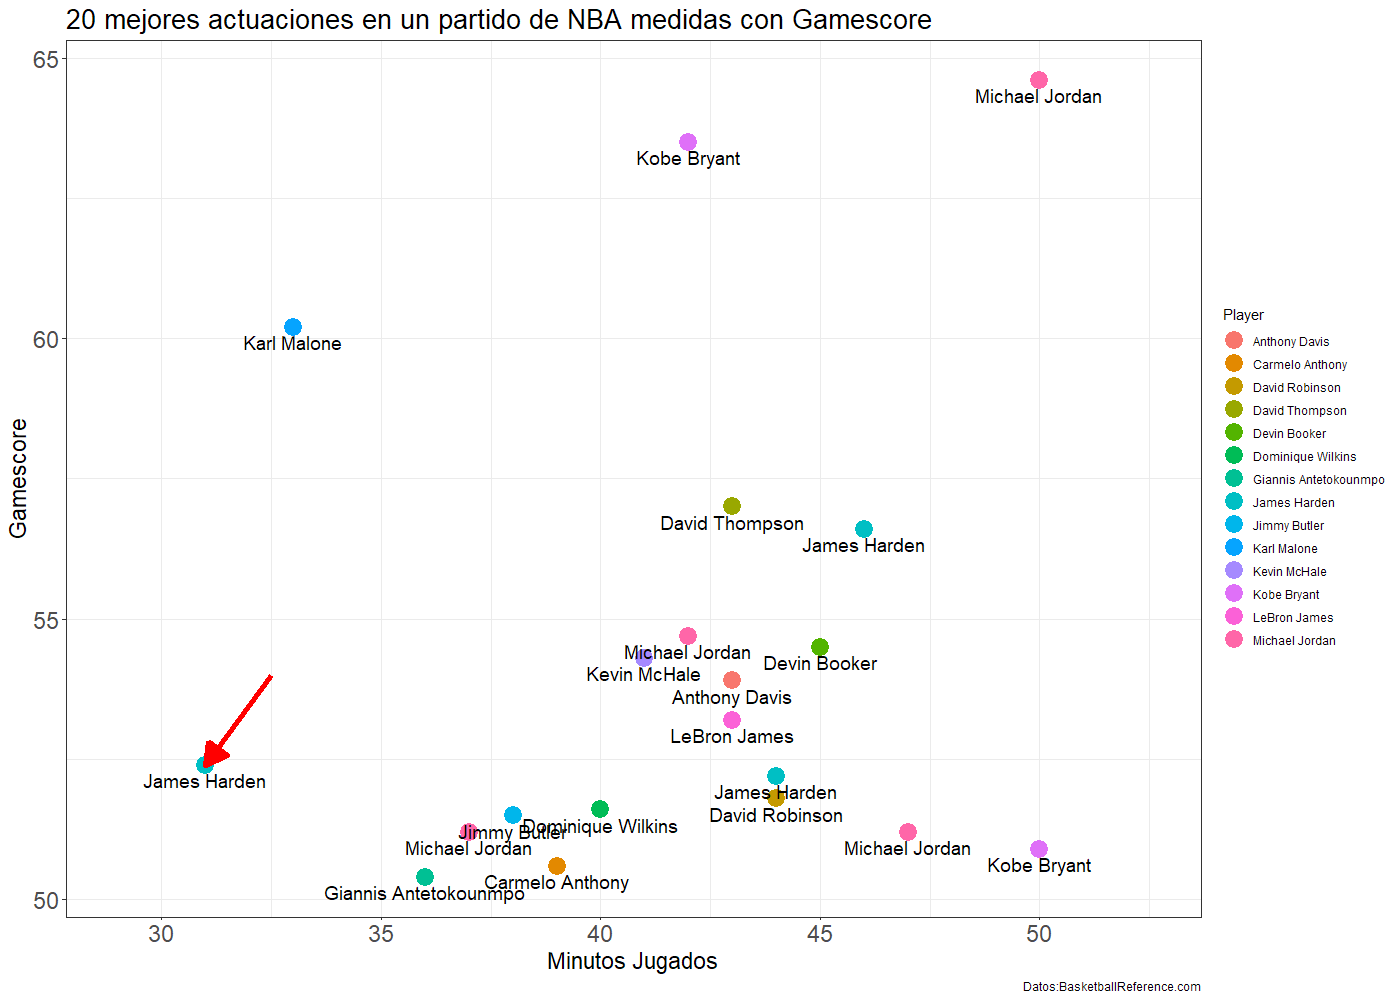 20 mejores actuaciones en un partido de NBA medidas con Gamescore
65
Michael Jordan
Kobe Bryant
60
Karl Malone
Gamescore
David Thompson
James Harden
55
Michael Jordan
Devin Booker
Kevin McHale
Anthony Davis
LeBron James
James Harden
James Harden
David Robinson
Dominique Wilkins
Jimmy Butler
Michael Jordan
Michael Jordan
Kobe Bryant
Carmelo Anthony
Giannis Antetokounmpo
50
30
35
40
45
50
Minutos Jugados
Player
Anthony Davis
Carmelo Anthony
David Robinson
David Thompson
Devin Booker
Dominique Wilkins
Giannis Antetokounmpo
James Harden
Jimmy Butler
Karl Malone
Kevin McHale
Kobe Bryant
LeBron James
Michael Jordan
Datos:BasketballReference.com